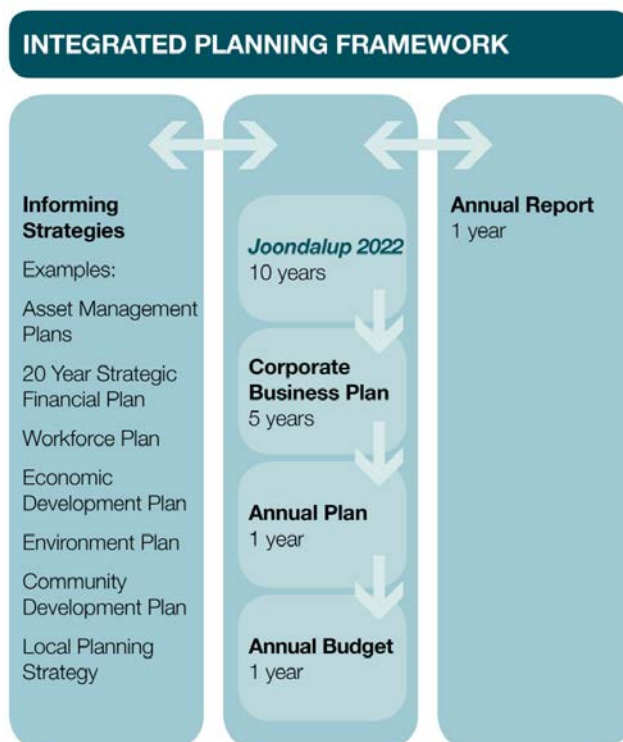 INTEGRATED PLANNING FRAMEWORK
Informing
Strategies
Examples:
Asset Management
Plans
20 Year Strategic
Financial Plan
Workforce Plan
Economic
Development Plan
Environment Plan
Community
Development Plan
Local Planning
Strategy
Joondalup 2022
10 years
Corporate
Business Plan
5 years
Annual Plan
1 year
Annual Budget
1 year
Annual Report
1 year